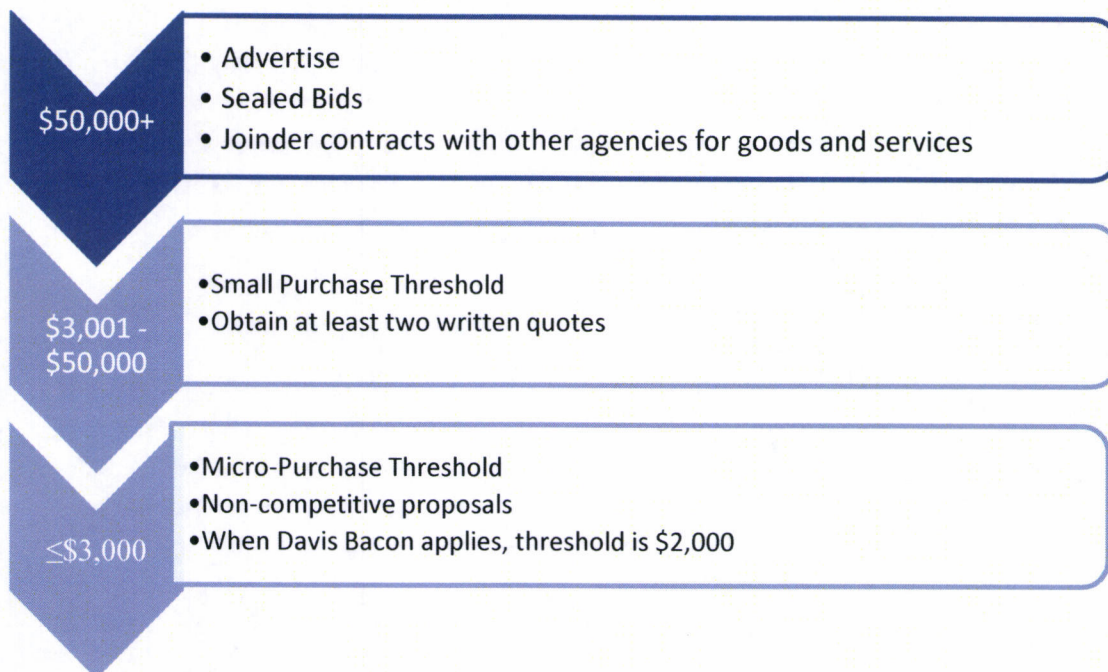 $50,000+
• Advertise
• Sealed Bids
• Joinder contracts with other agencies for goods and services
$3,001 -
$50,000
•Small Purchase Threshold
•Obtain at least two written quotes
≤$3,000
•Micro-Purchase Threshold
•Non-competitive proposals
•When Davis Bacon applies, threshold is $2,000